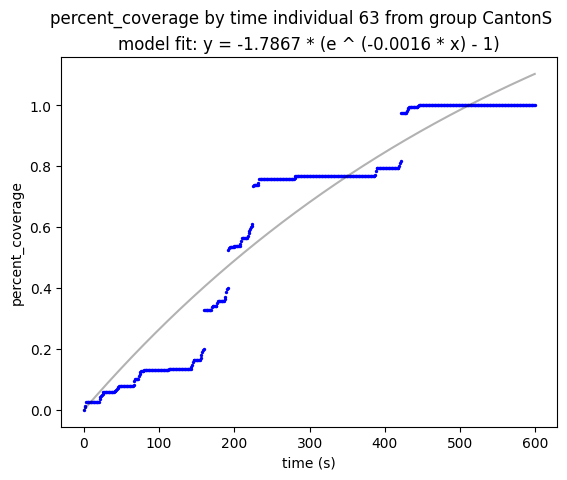 percent_coverage by time individual 63 from group CantonS
model fit: y = -1.7867 * (e ^ (-0.0016 * x) - 1)
1.0
0.8
0.6
0.4
0.2
0.0
percent_coverage
0 100 200 300 400 500 600
time (s)